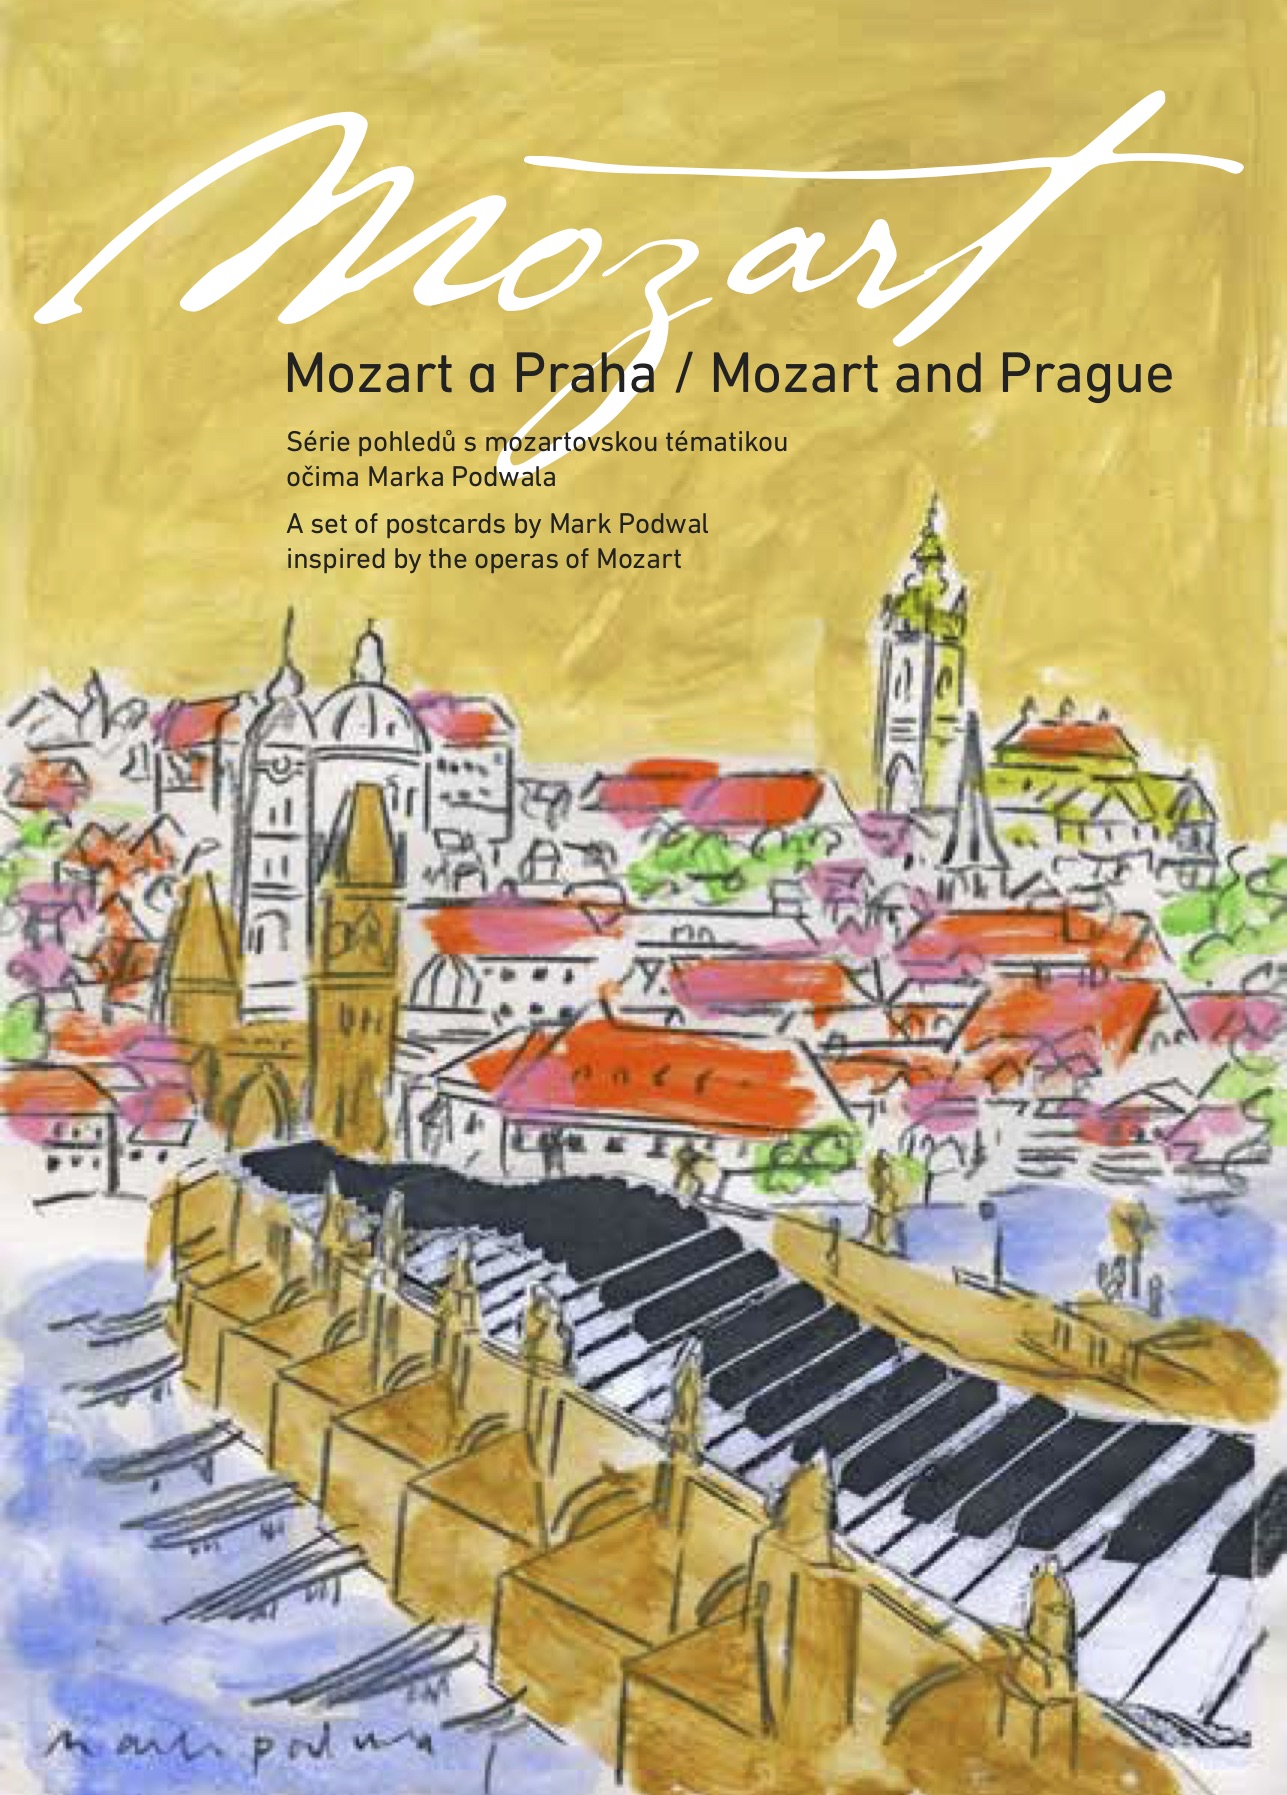 Mozart
Mozart a Praha / Mozart and Prague
Série pohledů s mozartovskou tématikou
očima Marka Podwala
A set of postcards by Mark Podwal
inspired by the operas of Mozart
mark podwal